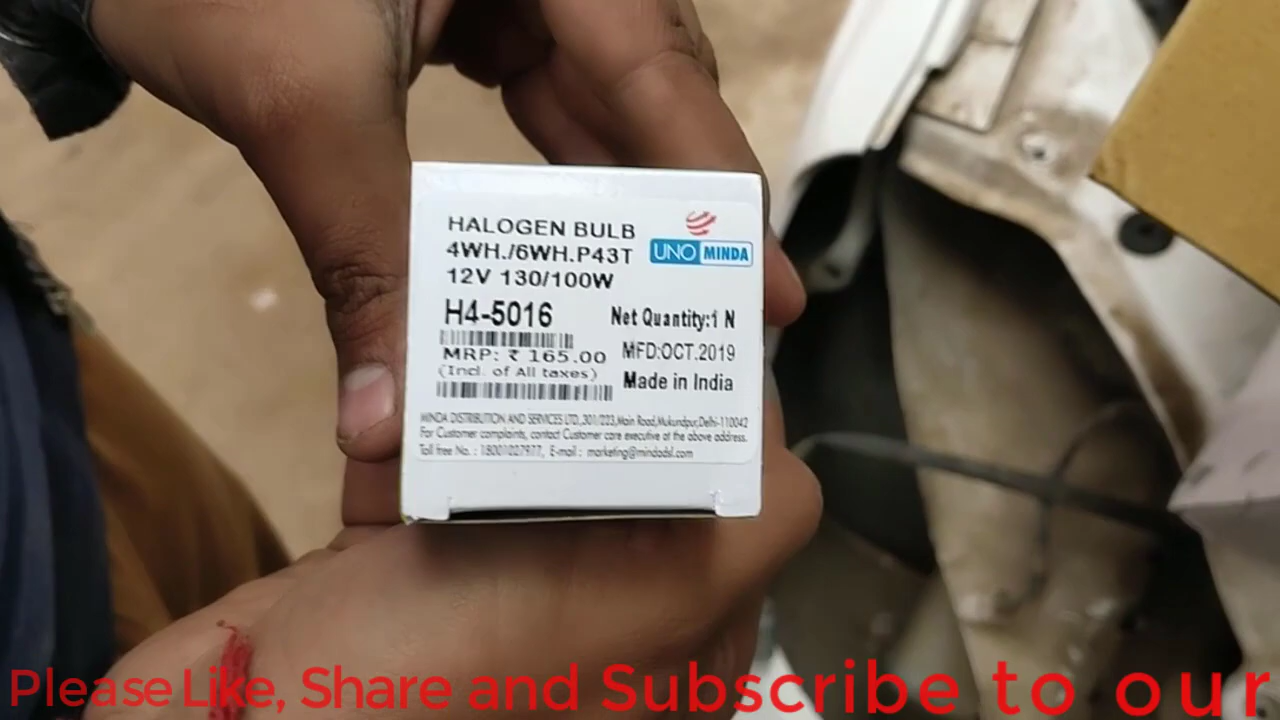 HALOGEN BULB
4WH./6WH.P43T
12V 130/100W
UNO MINDA
H4-5016
Net Quantity:1 N
MRP: ₹ 165.00
(Incl. of All taxes)
MFD:OCT.2019
Made in India
MINDA DISTRIBUTION AND SERVICES LTD.,301/223,Main Road,Mukundpur,Delhi-110042
For Customer complaints, contact Customer care executive at the above address.
Toll free No. : 18001027977, E-mail : marketing@mindadsl.com
Please Like, Share and Subscribe to our